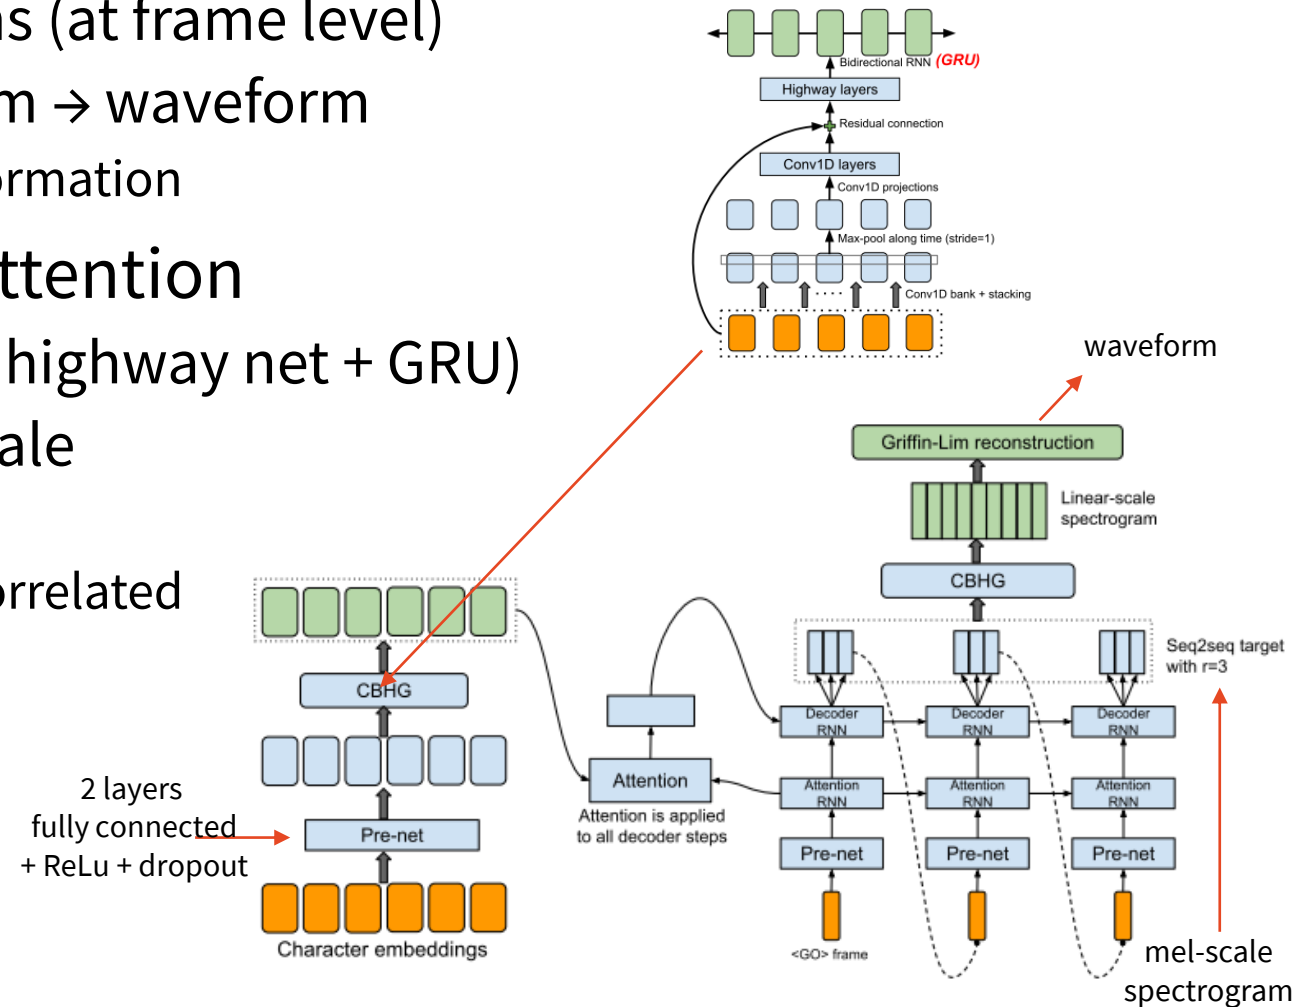 ns (at frame level)
m → waveform
ormation
ttention
highway net + GRU)
ale
orrelated
Bidirectional RNN (GRU)
Highway layers
Residual connection
Conv1D layers
Conv1D projections
Max-pool along time (stride=1)
Conv1D bank + stacking
waveform
Griffin-Lim reconstruction
Linear-scale
spectrogram
CBHG
Seq2seq target
with r=3
CBHG
Decoder
RNN
Decoder
RNN
Decoder
RNN
Attention
Attention is applied
to all decoder steps
Attention
RNN
Attention
RNN
Attention
RNN
2 layers
fully connected
+ ReLu + dropout
Pre-net
Pre-net
Pre-net
Pre-net
Character embeddings
<GO> frame
mel-scale
spectrogram